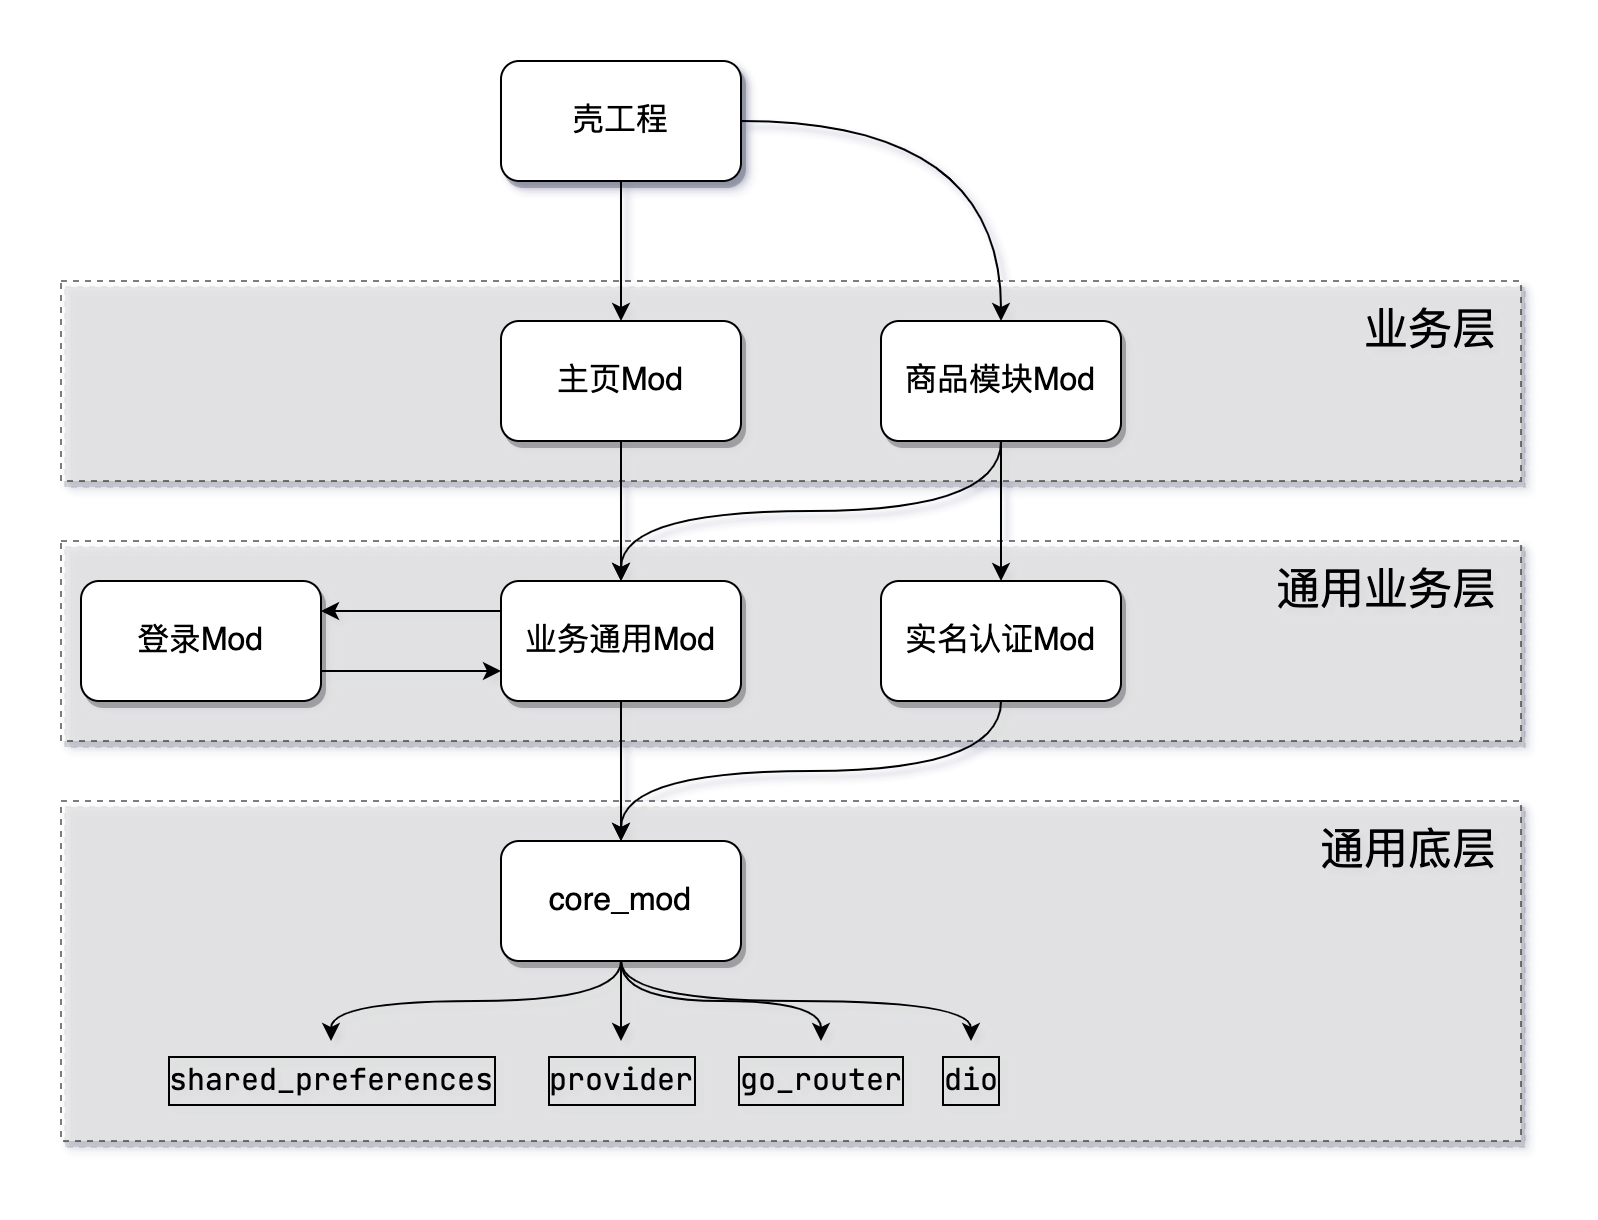 壳工程
业务层
主页Mod
商品模块Mod
通用业务层
登录Mod
业务通用Mod
实名认证Mod
通用底层
core_mod
shared_preferences
provider
go_router
dio